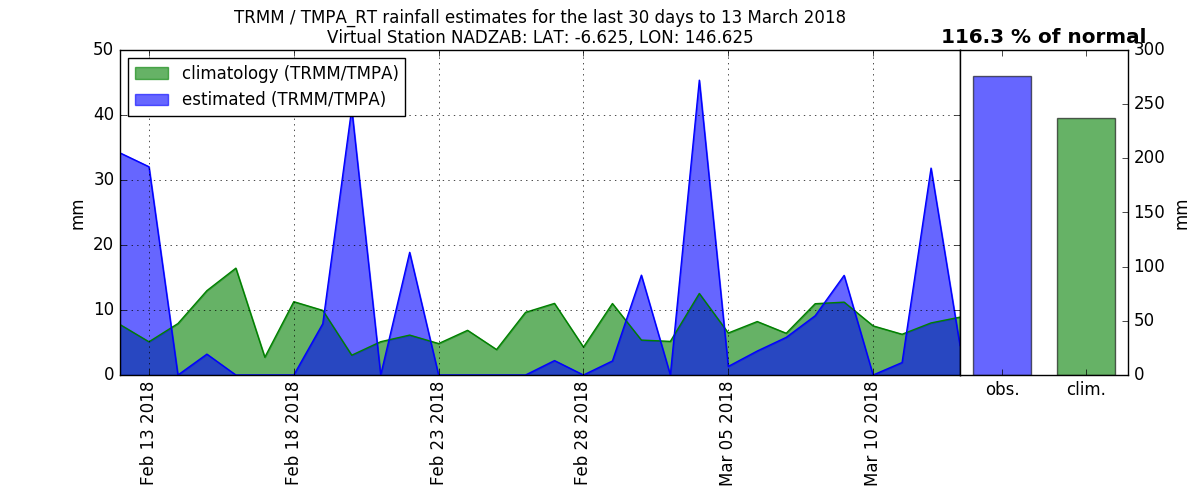 TRMM / TMPA_RT rainfall estimates for the last 30 days to 13 March 2018
Virtual Station NADZAB: LAT: -6.625, LON: 146.625
116.3 % of normal
climatology (TRMM/TMPA)
estimated (TRMM/TMPA)
mm
50
40
30
20
10
0
Feb 13 2018
Feb 18 2018
Feb 23 2018
Feb 28 2018
Mar 05 2018
Mar 10 2018
obs.
clim.
300
250
200
150
100
50
0
mm